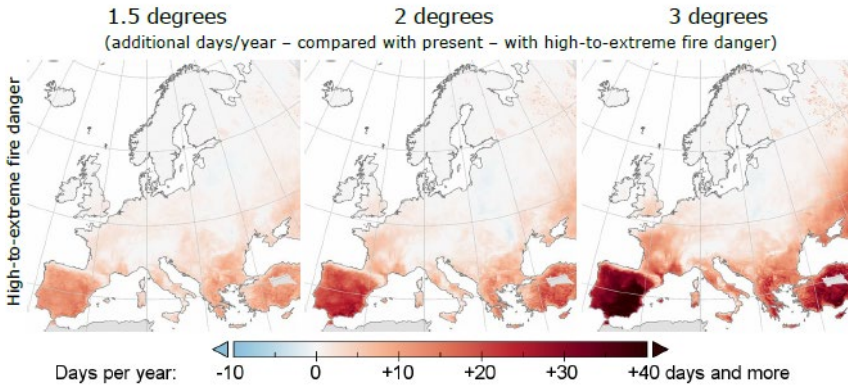 1.5 degrees 2 degrees 3 degrees
(additional days/year – compared with present – with high-to-extreme fire danger)
High-to-extreme fire danger
Days per year: -10 0 +10 +20 +30 +40 days and more